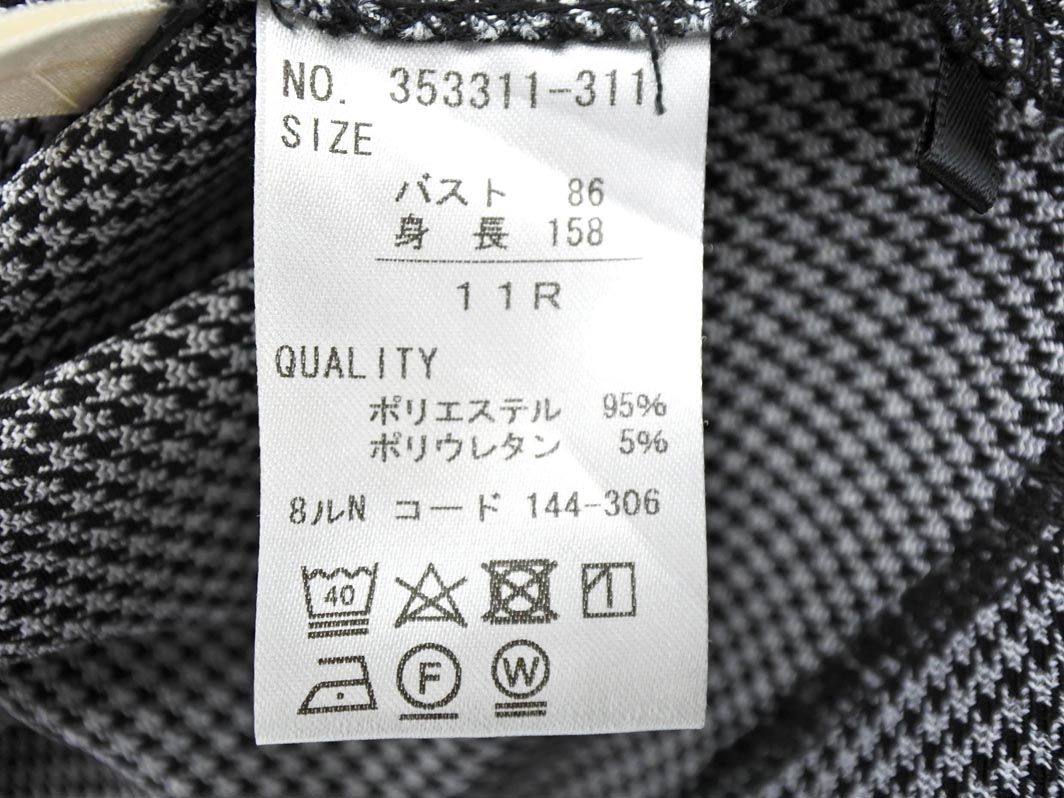 NO. 353311-311
SIZE
バスト 86
身長 158
11R
QUALITY
ポリエステル 95%
ポリウレタン 5%
8ルN コード 144-306
40
F W